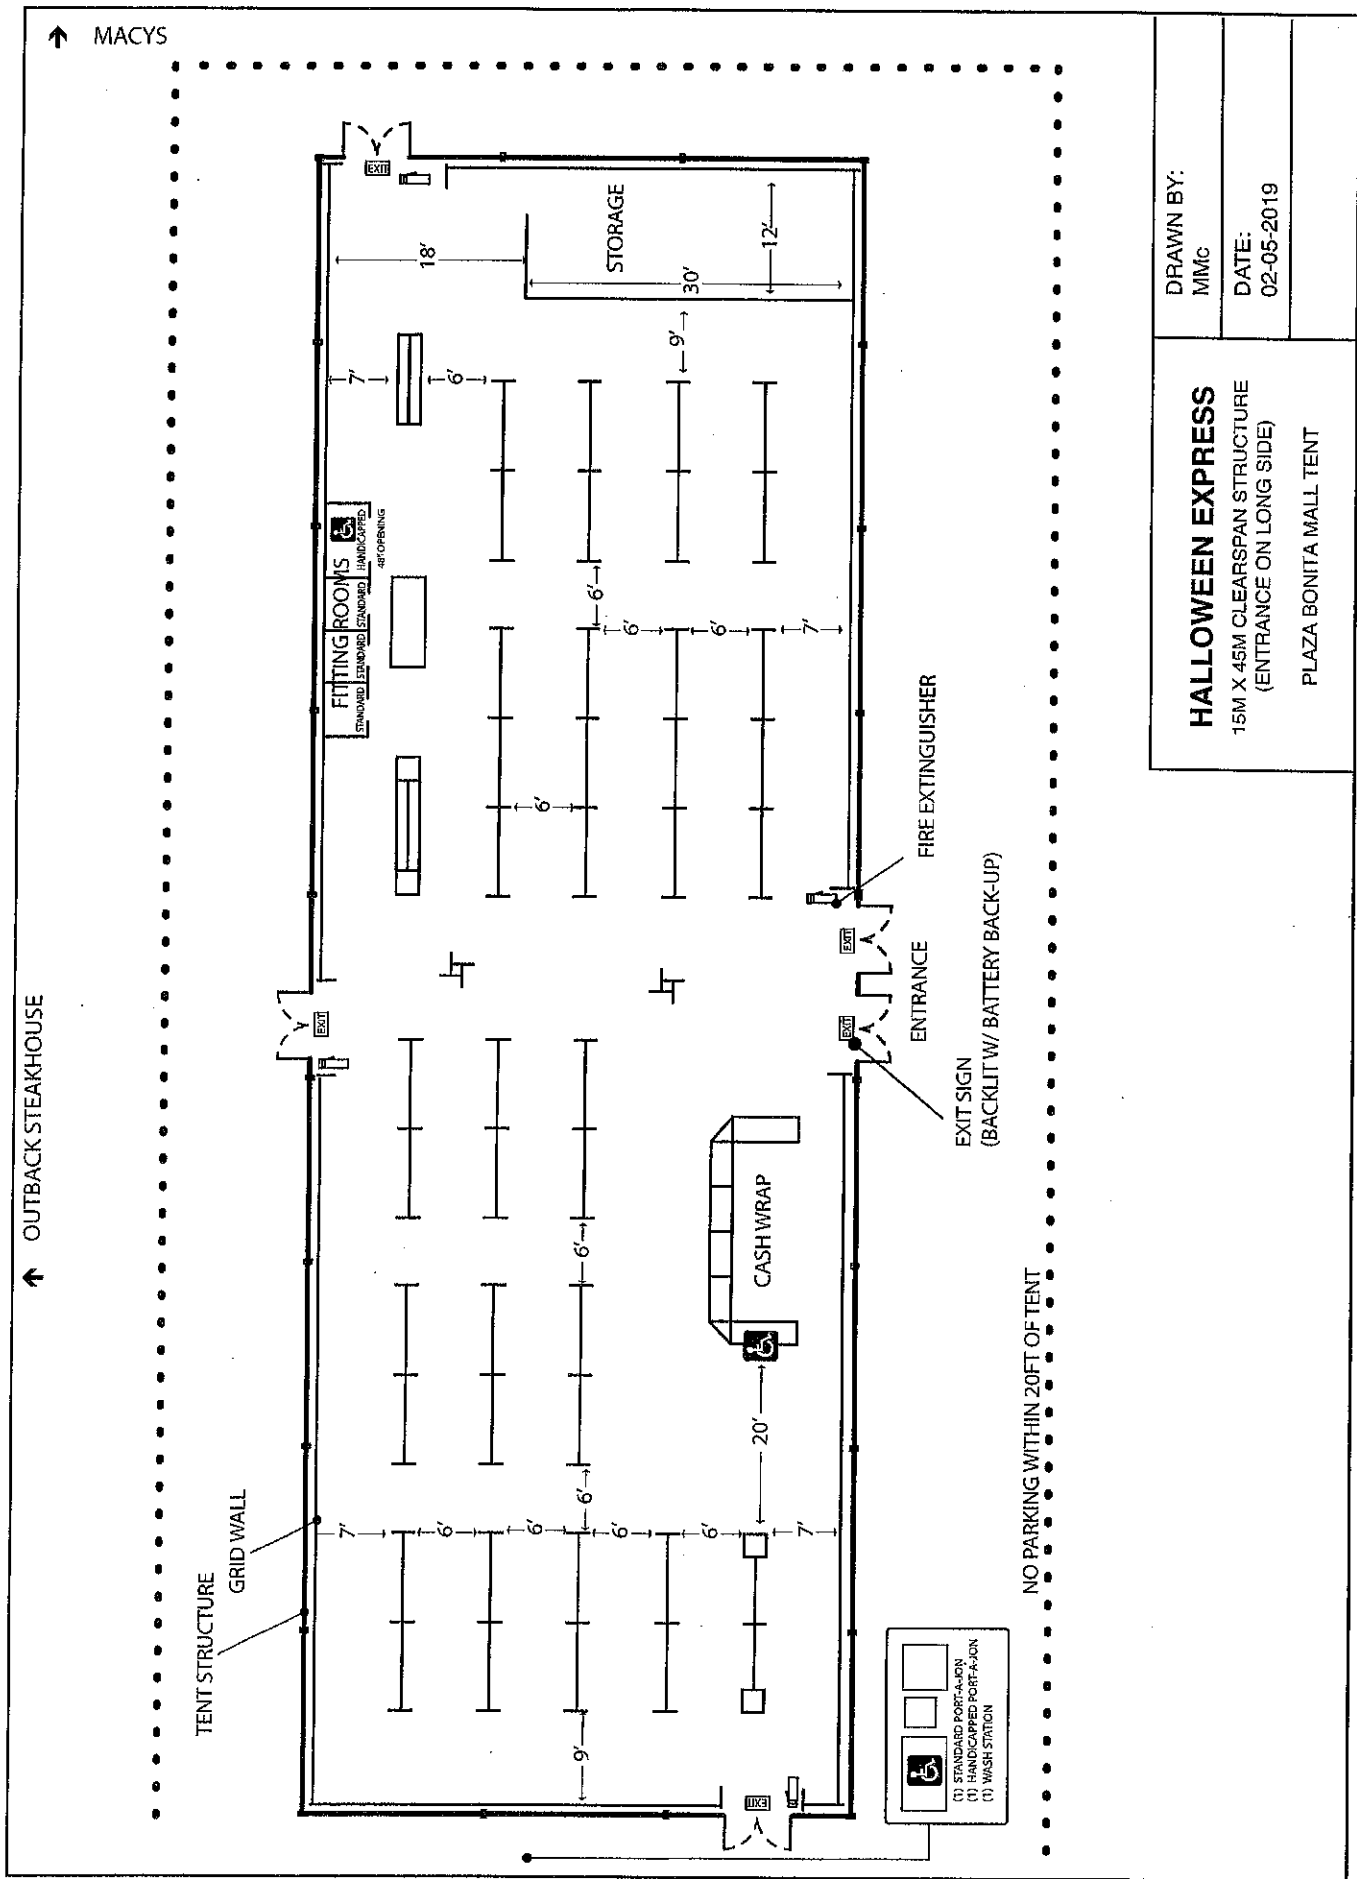 ↑ MACYS
↑ OUTBACK STEAKHOUSE
TENT STRUCTURE
GRID WALL
EXIT
EXIT
EXIT
EXIT
EXIT
18'
STORAGE
30'
12'
9'
7'
6'
FITTING ROOMS
STANDARD
STANDARD
STANDARD
HANDICAPPED
48" OPENING
6'
6'
6'
7'
6'
6'
6'
7'
6'
6'
6'
6'
7'
9'
20'
CASH WRAP
ENTRANCE
FIRE EXTINGUISHER
EXIT SIGN
(BACKLIT W/ BATTERY BACK-UP)
NO PARKING WITHIN 20FT OF TENT
(1) STANDARD PORT-A-JON
(1) HANDICAPPED PORT-A-JON
(1) WASH STATION
HALLOWEEN EXPRESS
15M X 45M CLEARSPAN STRUCTURE
(ENTRANCE ON LONG SIDE)
PLAZA BONITA MALL TENT
DRAWN BY:
MMc
DATE:
02-05-2019